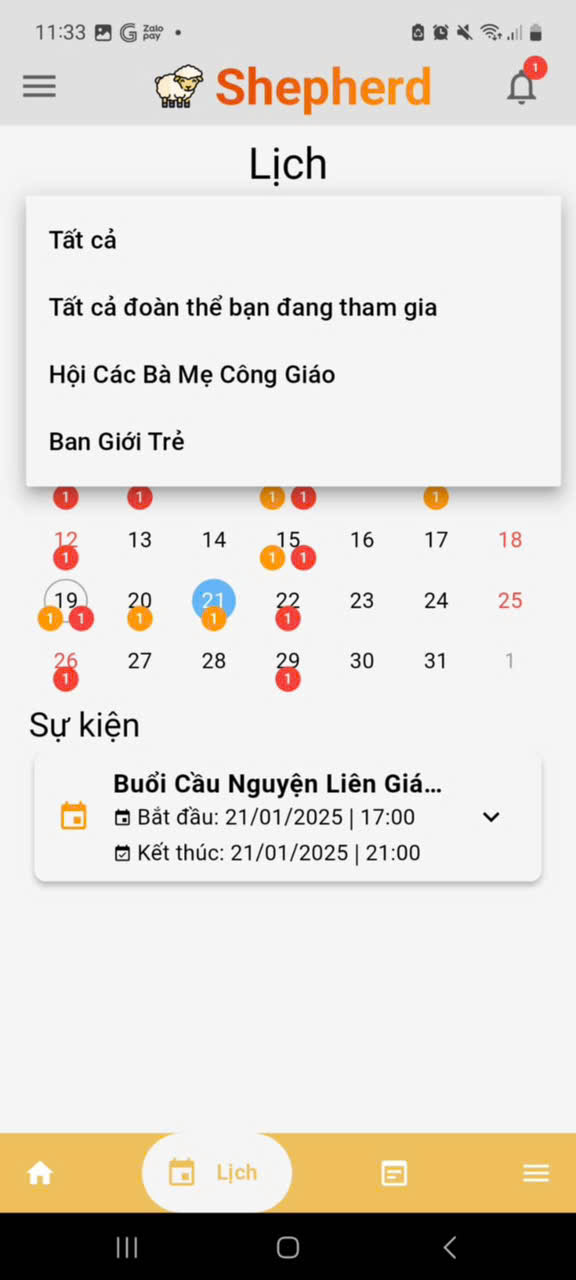 11:33 Zalo pay
1
Shepherd
Lịch
Tất cả
Tất cả đoàn thể bạn đang tham gia
Hội Các Bà Mẹ Công Giáo
Ban Giới Trẻ
1 1 1 1 1
12 13 14 15 16 17 18
1 1 1
19 20 21 22 23 24 25
1 1 1 1 1
26 27 28 29 30 31 1
1 1
Sự kiện
Buổi Cầu Nguyện Liên Giá...
Bắt đầu: 21/01/2025 | 17:00
Kết thúc: 21/01/2025 | 21:00
Lịch